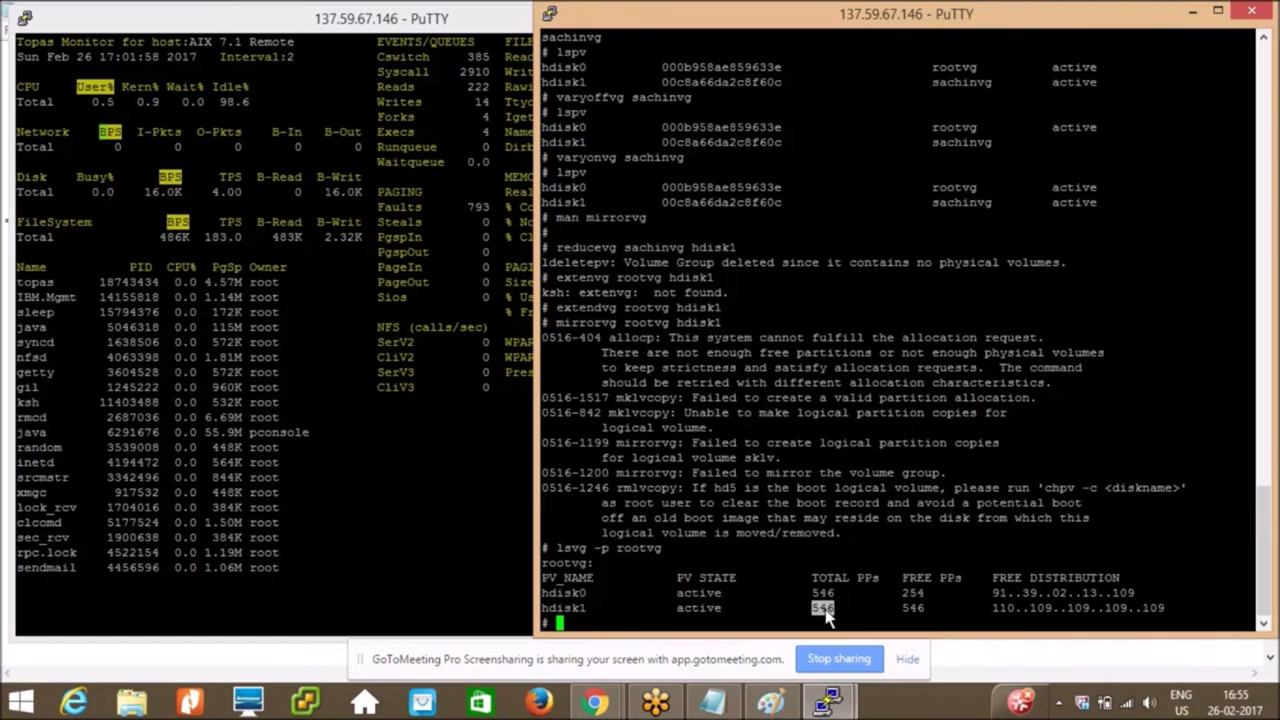 137.59.67.146 - PuTTY
Topas Monitor for host:AIX 7.1 Remote
Sun Feb 26 17:01:58 2017 Interval:2
CPU User% Kern% Wait% Idle%
Total 0.5 0.9 0.0 98.6
Network BPS I-Pkts O-Pkts B-In B-Out
Total 0 0 0 0 0
Disk Busy% BPS TPS B-Read B-Writ
Total 0.0 16.0K 4.00 0 16.0K
FileSystem BPS TPS B-Read B-Writ
Total 486K 183.0 483K 2.32K
Name PID CPU% PgSp Owner
topas 18743434 0.0 4.57M root
IBM.Mgmt 14155818 0.0 1.14M root
sleep 15794376 0.0 172K root
java 5046318 0.0 115M root
syncd 1638506 0.0 572K root
nfsd 4063398 0.0 1.81M root
getty 3604528 0.0 572K root
gil 1245222 0.0 960K root
ksh 11403488 0.0 532K root
rmcd 2687036 0.0 6.69M root
java 6291676 0.0 55.9M pconsole
random 3539008 0.0 448K root
inetd 4194472 0.0 564K root
srcmstr 3342496 0.0 844K root
xmgc 917532 0.0 448K root
lock_rcv 1704016 0.0 384K root
clcomd 5177524 0.0 1.50M root
sec_rcv 1900638 0.0 384K root
rpc.lock 4522154 0.0 1.19M root
sendmail 4456596 0.0 1.06M root
EVENTS/QUEUES FILE
Cswitch 385 Read
Syscall 2910 Writ
Reads 222 Rawi
Writes 14 Ttyc
Forks 4 Iget
Execs 4 Name
Runqueue 0 Dirb
Waitqueue 0.0
PAGING MEMO
Faults 793 Real
Steals 0 % Co
PgspIn 0 % No
PgspOut 0 % Cl
PageIn 0
PageOut 0 PAGI
Sios 0 Size
% Us
NFS (calls/sec) % Fr
SerV2 0
CliV2 0 WPAR
SerV3 0 Pres
CliV3 0
137.59.67.146 - PuTTY
sachinvg
# lspv
hdisk0 000b958ae859633e rootvg active
hdisk1 00c8a66da2c8f60c sachinvg active
# varyoffvg sachinvg
# lspv
hdisk0 000b958ae859633e rootvg active
hdisk1 00c8a66da2c8f60c sachinvg
# varyonvg sachinvg
# lspv
hdisk0 000b958ae859633e rootvg active
hdisk1 00c8a66da2c8f60c sachinvg active
# man mirrorvg
#
# reducevg sachinvg hdisk1
ldeletepv: Volume Group deleted since it contains no physical volumes.
# extenvg rootvg hdisk1
ksh: extenvg: not found.
# extendvg rootvg hdisk1
# mirrorvg rootvg hdisk1
0516-404 allocp: This system cannot fulfill the allocation request.
There are not enough free partitions or not enough physical volumes
to keep strictness and satisfy allocation requests. The command
should be retried with different allocation characteristics.
0516-1517 mklvcopy: Failed to create a valid partition allocation.
0516-842 mklvcopy: Unable to make logical partition copies for
logical volume.
0516-1199 mirrorvg: Failed to create logical partition copies
for logical volume sklv.
0516-1200 mirrorvg: Failed to mirror the volume group.
0516-1246 rmlvcopy: If hd5 is the boot logical volume, please run 'chpv -c <diskname>'
as root user to clear the boot record and avoid a potential boot
off an old boot image that may reside on the disk from which this
logical volume is moved/removed.
# lsvg -p rootvg
rootvg:
PV_NAME PV STATE TOTAL PPs FREE PPs FREE DISTRIBUTION
hdisk0 active 546 254 91..39..02..13..109
hdisk1 active 546 546 110..109..109..109..109
#
GoToMeeting Pro Screensharing is sharing your screen with app.gotomeeting.com. Stop sharing Hide
ENG 16:55
US 26-02-2017